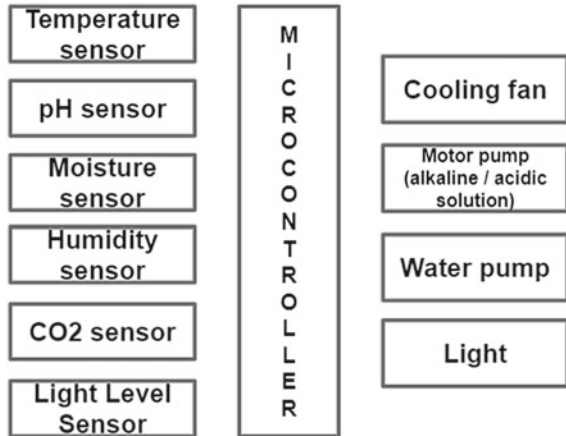 Temperature
sensor
pH sensor
Moisture
sensor
Humidity
sensor
CO2 sensor
Light Level
Sensor
MICROCONTROLLER
Cooling fan
Motor pump
(alkaline / acidic
solution)
Water pump
Light